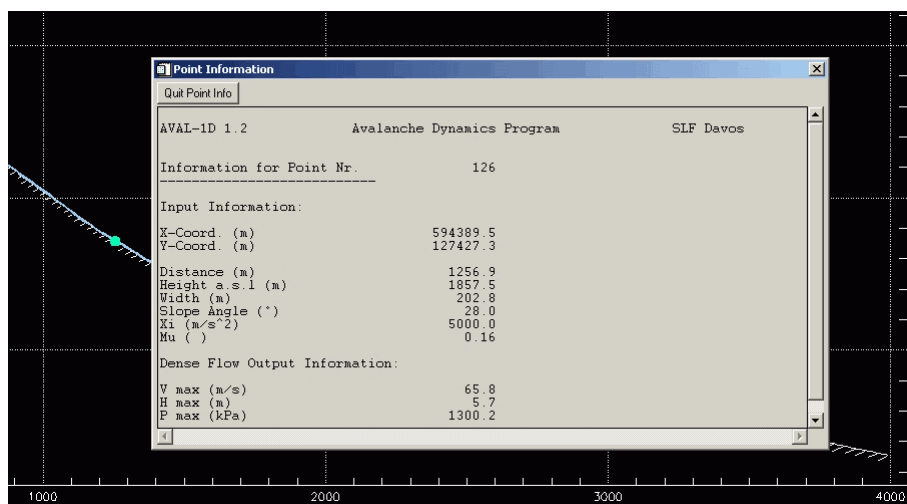 Point Information
Quit Point Info
AVAL-1D 1.2 Avalanche Dynamics Program SLF Davos
Information for Point Nr. 126
Input Information:
X-Coord. (m) 594389.5
Y-Coord. (m) 127427.3
Distance (m) 1256.9
Height a.s.l (m) 1857.5
Width (m) 202.8
Slope Angle (°) 28.0
Xi (m/s^2) 5000.0
Mu ( ) 0.16
Dense Flow Output Information:
V max (m/s) 65.8
H max (m) 5.7
P max (kPa) 1300.2
1000 2000 3000 4000